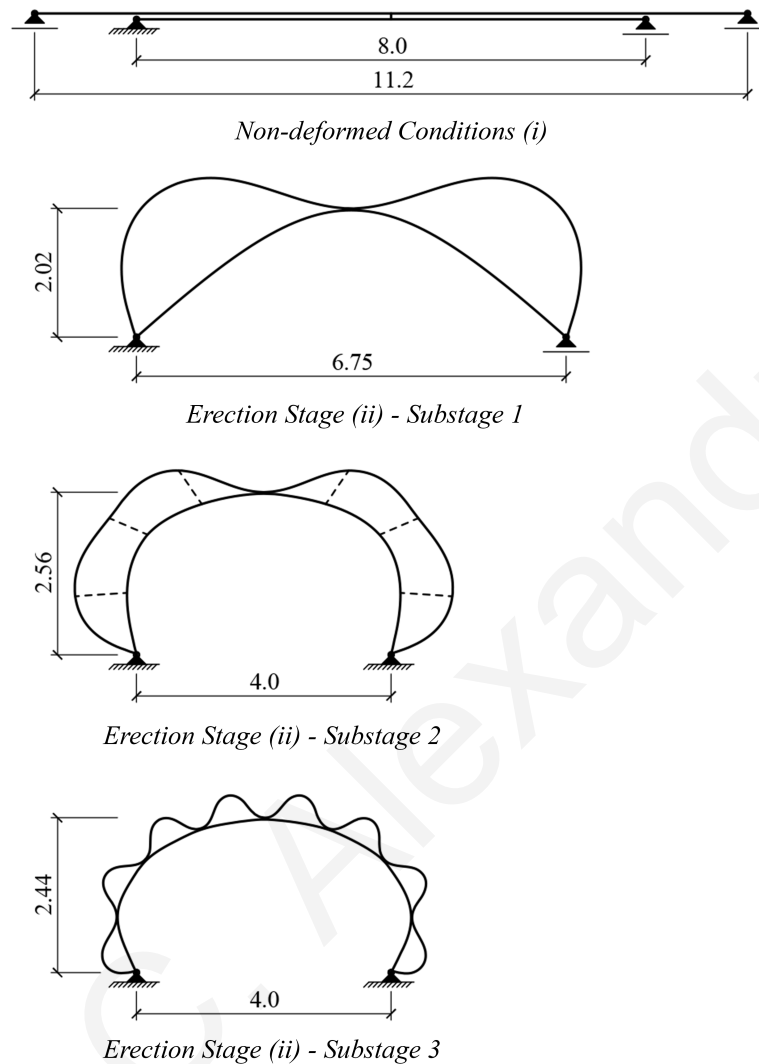 8.0
11.2
Non-deformed Conditions (i)
2.02
6.75
Erection Stage (ii) - Substage 1
2.56
4.0
Erection Stage (ii) - Substage 2
2.44
4.0
Erection Stage (ii) - Substage 3
C. Alexand